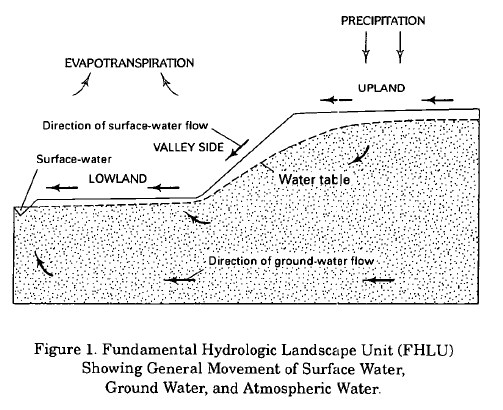 PRECIPITATION
EVAPOTRANSPIRATION
UPLAND
Direction of surface-water flow
VALLEY SIDE
Surface-water
LOWLAND
Water table
Direction of ground-water flow
Figure 1. Fundamental Hydrologic Landscape Unit (FHLU)
Showing General Movement of Surface Water,
Ground Water, and Atmospheric Water.